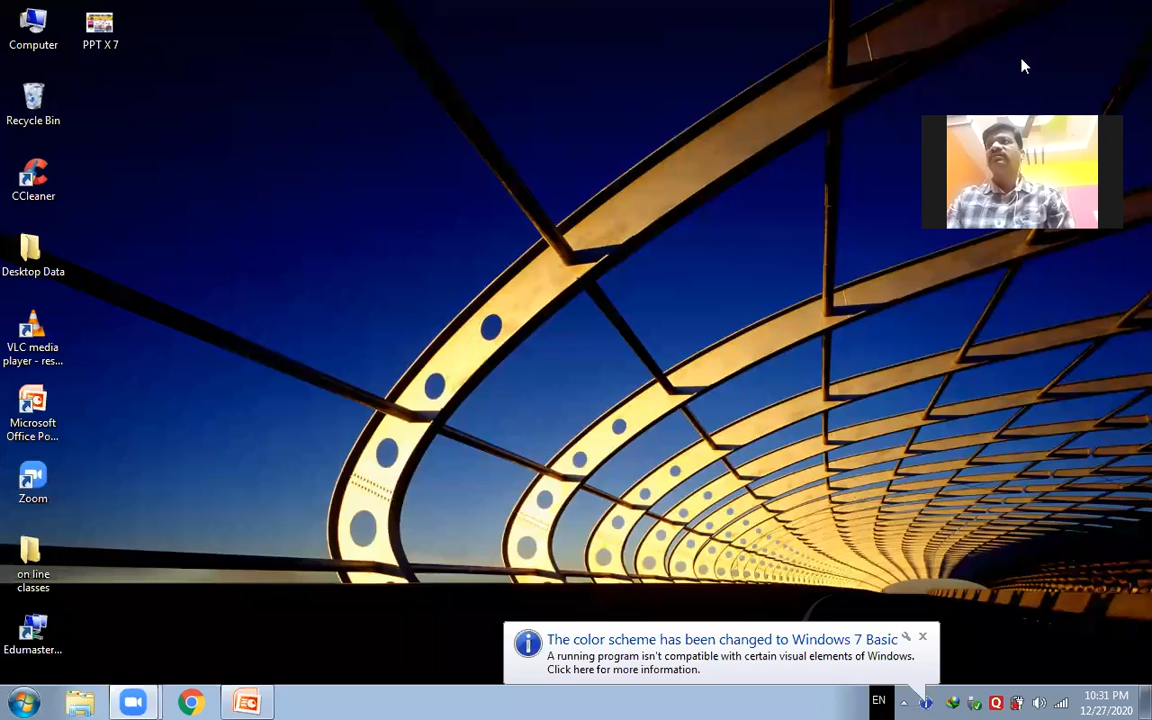 Computer
PPT X 7
Recycle Bin
CCleaner
Desktop Data
VLC media
player - res...
Microsoft
Office Po...
Zoom
on line
classes
Edumaster...
The color scheme has been changed to Windows 7 Basic
A running program isn't compatible with certain visual elements of Windows.
Click here for more information.
EN
10:31 PM
12/27/2020